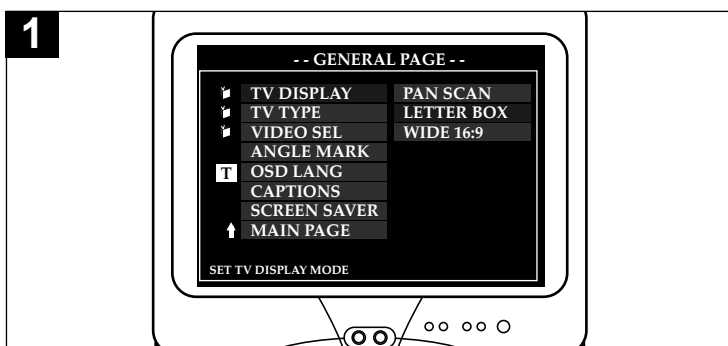 1
- - GENERAL PAGE - -
TV DISPLAY PAN SCAN
TV TYPE LETTER BOX
VIDEO SEL WIDE 16:9
ANGLE MARK
T OSD LANG
CAPTIONS
SCREEN SAVER
MAIN PAGE
SET TV DISPLAY MODE